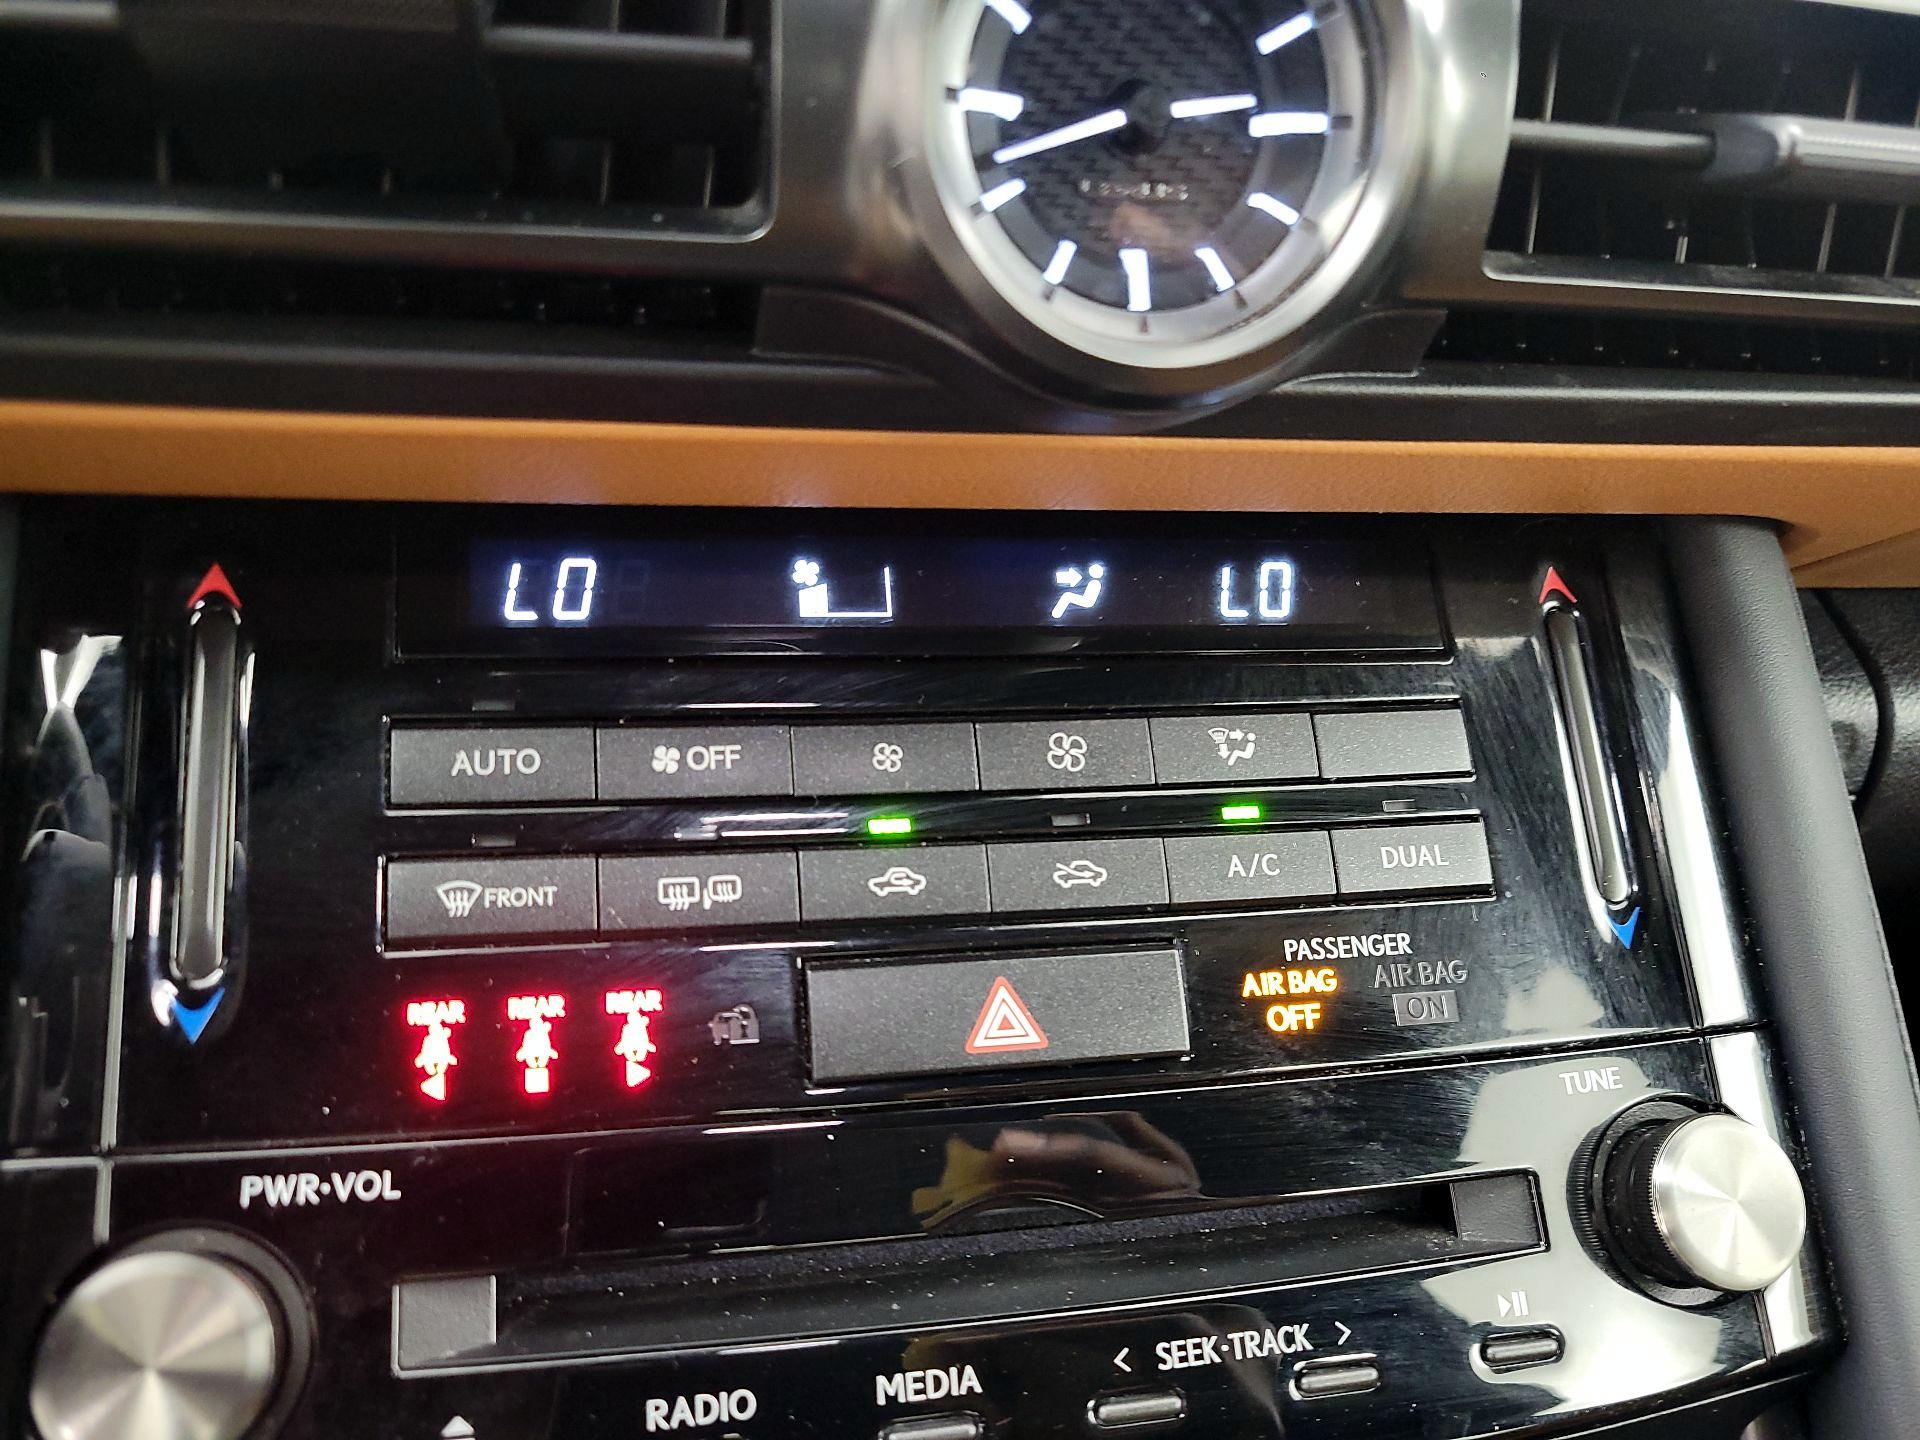 LO LO
AUTO OFF
FRONT A/C DUAL
PASSENGER
AIR BAG AIR BAG
OFF ON
REAR REAR REAR
TUNE
PWR·VOL
< SEEK·TRACK >
RADIO MEDIA